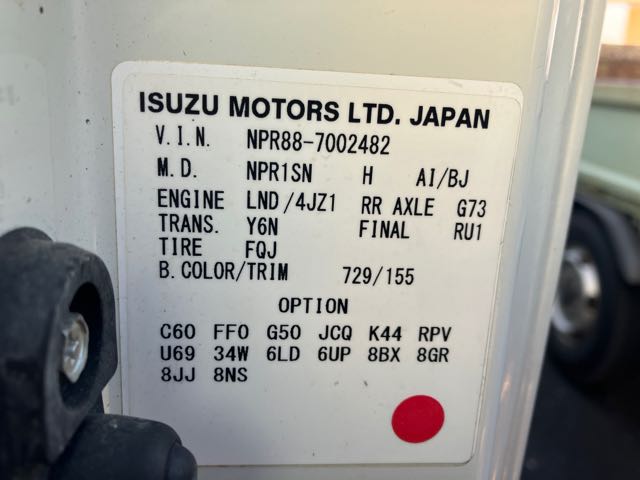 ISUZU MOTORS LTD. JAPAN
V.I.N. NPR88-7002482
M.D. NPR1SN H AI/BJ
ENGINE LND/4JZ1 RR AXLE G73
TRANS. Y6N FINAL RU1
TIRE FQJ
B.COLOR/TRIM 729/155
OPTION
C60 FF0 G50 JCQ K44 RPV
U69 34W 6LD 6UP 8BX 8GR
8JJ 8NS